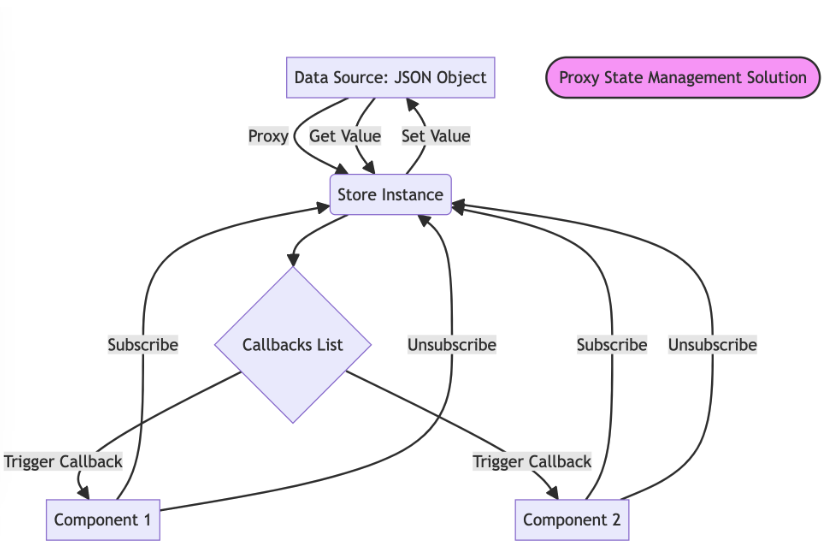 Data Source: JSON Object
Proxy State Management Solution
Proxy
Get Value
Set Value
Store Instance
Subscribe
Callbacks List
Unsubscribe
Subscribe
Unsubscribe
Trigger Callback
Trigger Callback
Component 1
Component 2